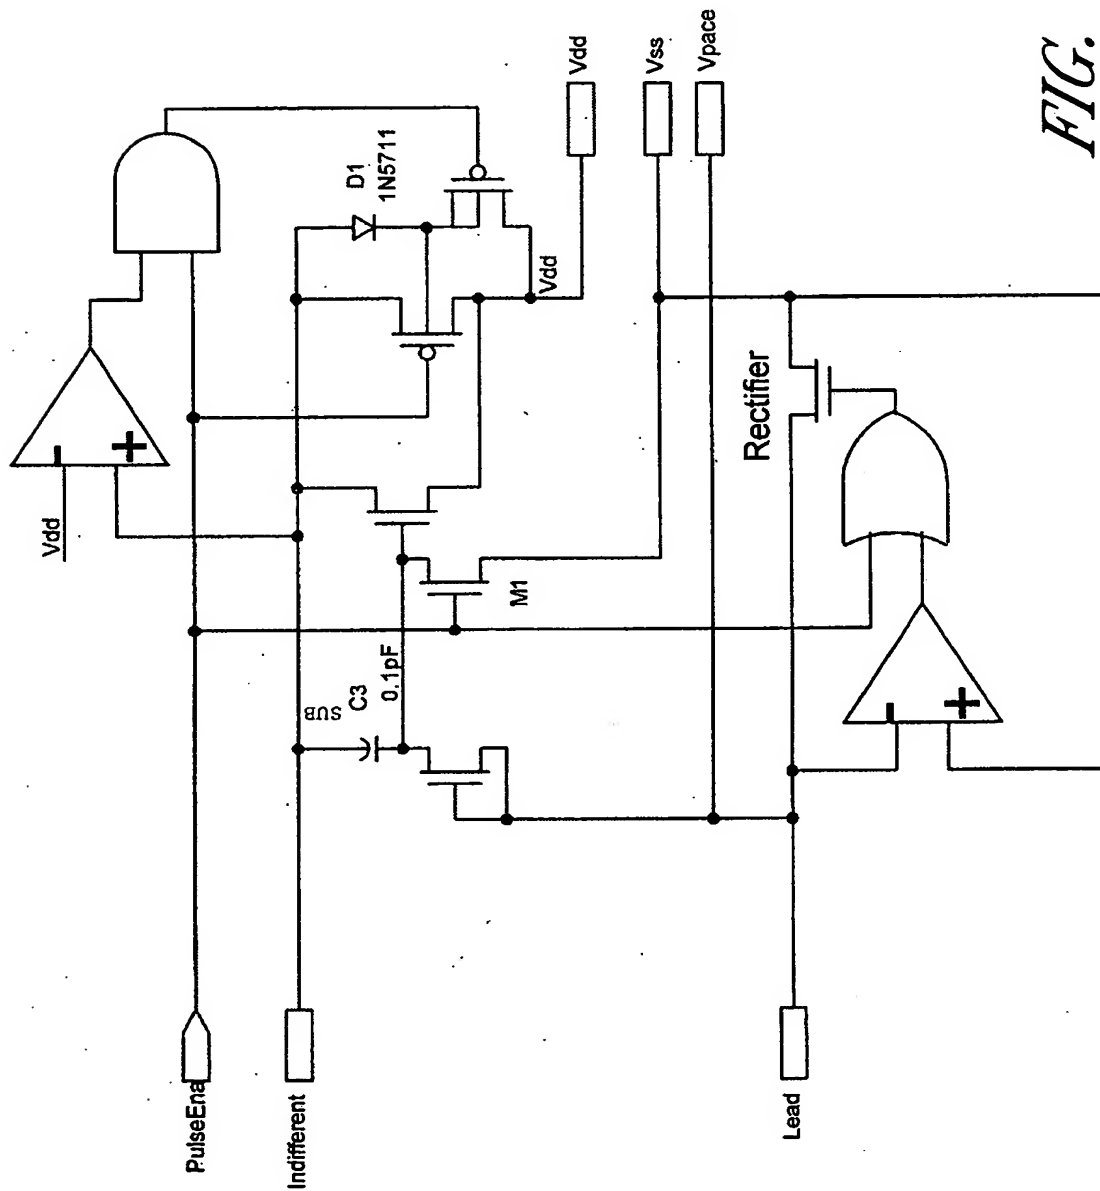 PulseEna
Indifferent
Lead
Vdd
-
+
SUB
C3
0.1pF
M1
D1
1N5711
Vdd
Vdd
Vss
Vpace
Rectifier
-
+
FIG.